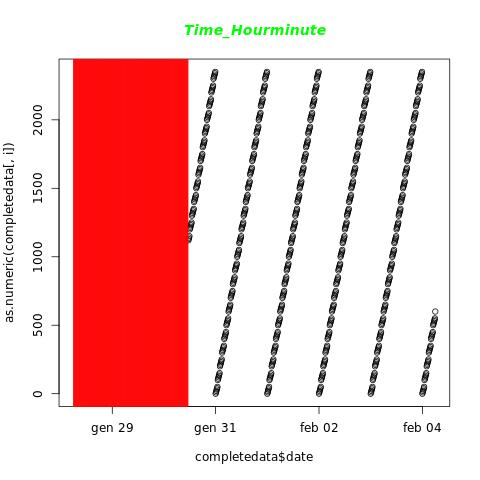 Time_Hourminute
as.numeric(completedata[, i])
2000
1500
1000
500
0
gen 29 gen 31 feb 02 feb 04
completedata$date